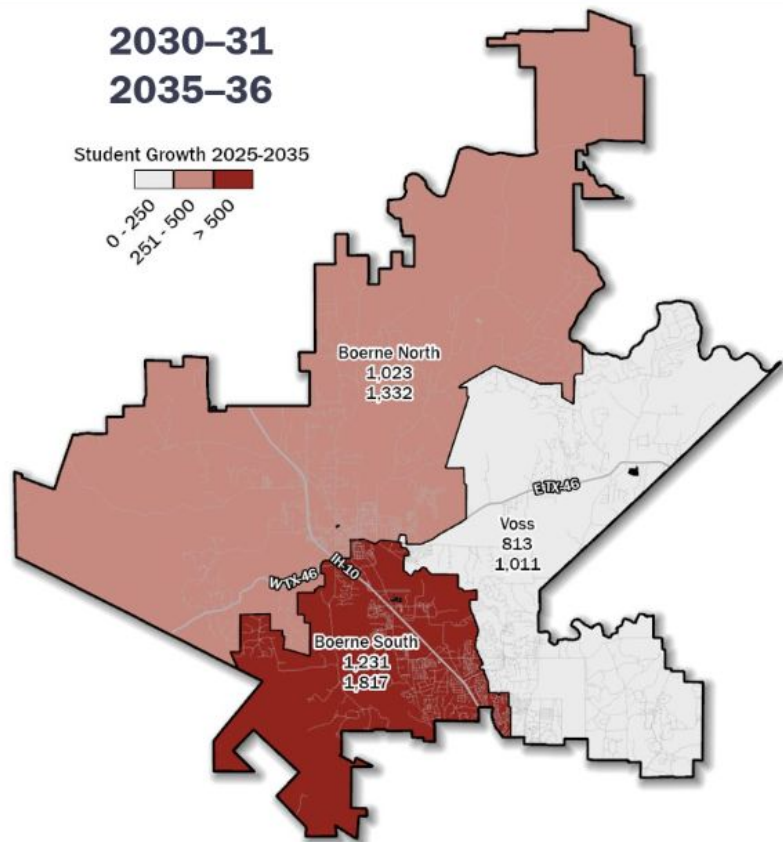 2030–31
2035–36
Student Growth 2025-2035
0 - 250
251 - 500
> 500
Boerne North
1,023
1,332
E TX-46
Voss
813
1,011
W TX-46
IH-10
Boerne South
1,231
1,817